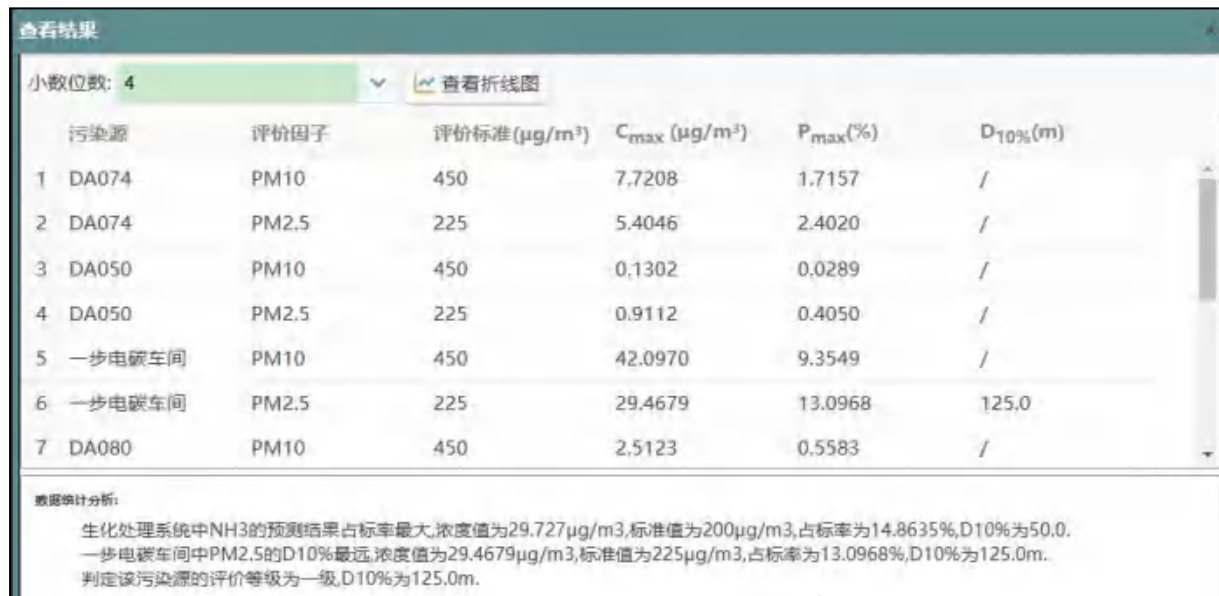 查看结果
小数位数: 4 查看折线图
污染源 评价因子 评价标准(μg/m³) Cmax (μg/m³) Pmax(%) D10%(m)
1 DA074 PM10 450 7.7208 1.7157 /
2 DA074 PM2.5 225 5.4046 2.4020 /
3 DA050 PM10 450 0.1302 0.0289 /
4 DA050 PM2.5 225 0.9112 0.4050 /
5 一步电碳车间 PM10 450 42.0970 9.3549 /
6 一步电碳车间 PM2.5 225 29.4679 13.0968 125.0
7 DA080 PM10 450 2.5123 0.5583 /
数据统计分析:
生化处理系统中NH3的预测结果占标率最大,浓度值为29.727μg/m3,标准值为200μg/m3,占标率为14.8635%,D10%为50.0.
一步电碳车间中PM2.5的D10%最远,浓度值为29.4679μg/m3,标准值为225μg/m3,占标率为13.0968%,D10%为125.0m.
判定该污染源的评价等级为一级,D10%为125.0m.